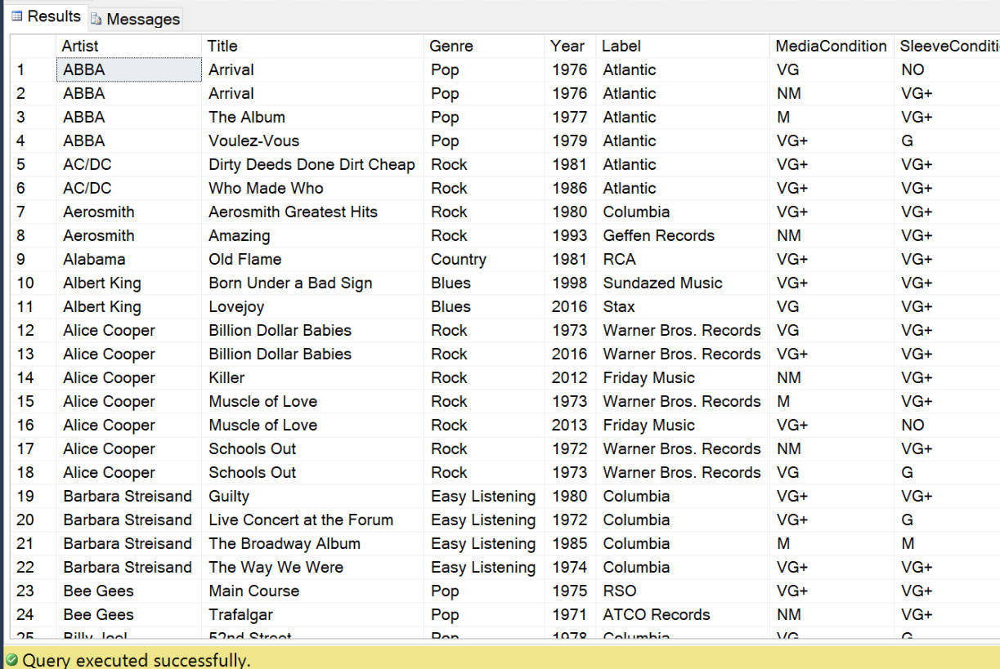 Results Messages
Artist Title Genre Year Label MediaCondition SleeveConditi
1 ABBA Arrival Pop 1976 Atlantic VG NO
2 ABBA Arrival Pop 1976 Atlantic NM VG+
3 ABBA The Album Pop 1977 Atlantic M VG+
4 ABBA Voulez-Vous Pop 1979 Atlantic VG+ G
5 AC/DC Dirty Deeds Done Dirt Cheap Rock 1981 Atlantic VG+ VG+
6 AC/DC Who Made Who Rock 1986 Atlantic VG+ VG+
7 Aerosmith Aerosmith Greatest Hits Rock 1980 Columbia VG+ VG+
8 Aerosmith Amazing Rock 1993 Geffen Records NM VG+
9 Alabama Old Flame Country 1981 RCA VG+ VG+
10 Albert King Born Under a Bad Sign Blues 1998 Sundazed Music VG+ VG+
11 Albert King Lovejoy Blues 2016 Stax VG VG+
12 Alice Cooper Billion Dollar Babies Rock 1973 Warner Bros. Records VG VG+
13 Alice Cooper Billion Dollar Babies Rock 2016 Warner Bros. Records VG+ VG+
14 Alice Cooper Killer Rock 2012 Friday Music NM VG+
15 Alice Cooper Muscle of Love Rock 1973 Warner Bros. Records M VG+
16 Alice Cooper Muscle of Love Rock 2013 Friday Music VG+ NO
17 Alice Cooper Schools Out Rock 1972 Warner Bros. Records NM VG+
18 Alice Cooper Schools Out Rock 1973 Warner Bros. Records VG G
19 Barbara Streisand Guilty Easy Listening 1980 Columbia VG+ VG+
20 Barbara Streisand Live Concert at the Forum Easy Listening 1972 Columbia VG+ G
21 Barbara Streisand The Broadway Album Easy Listening 1985 Columbia M M
22 Barbara Streisand The Way We Were Easy Listening 1974 Columbia VG+ VG+
23 Bee Gees Main Course Pop 1975 RSO VG+ VG+
24 Bee Gees Trafalgar Pop 1971 ATCO Records NM VG+
25 Billy Joel 52nd Street Pop 1978 Columbia VG G
Query executed successfully.